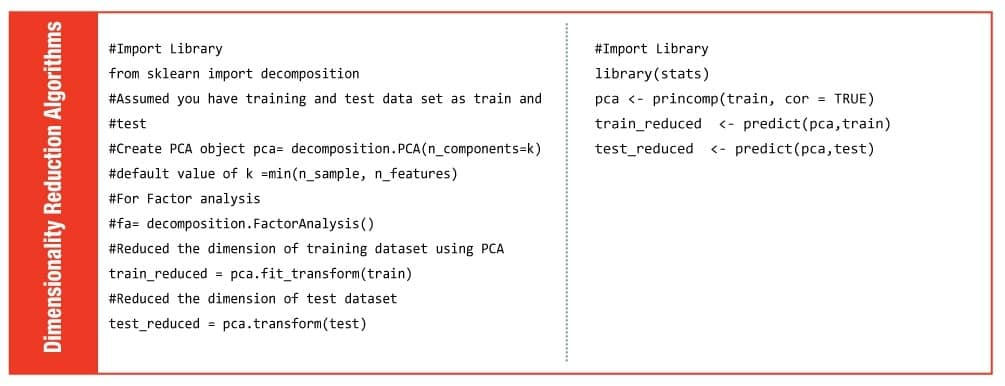 Dimensionality Reduction Algorithms
#Import Library
from sklearn import decomposition
#Assumed you have training and test data set as train and
#test
#Create PCA object pca= decomposition.PCA(n_components=k)
#default value of k =min(n_sample, n_features)
#For Factor analysis
#fa= decomposition.FactorAnalysis()
#Reduced the dimension of training dataset using PCA
train_reduced = pca.fit_transform(train)
#Reduced the dimension of test dataset
test_reduced = pca.transform(test)
#Import Library
library(stats)
pca <- princomp(train, cor = TRUE)
train_reduced  <- predict(pca,train)
test_reduced  <- predict(pca,test)